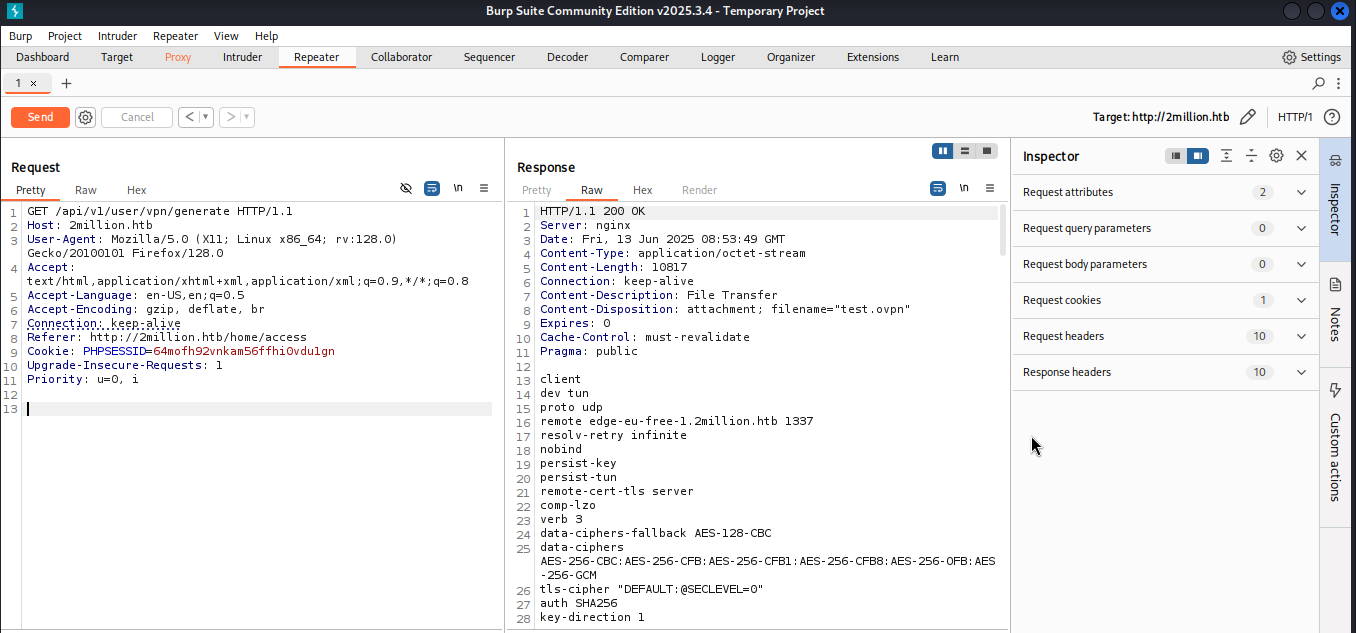 Burp Suite Community Edition v2025.3.4 - Temporary Project
Burp Project Intruder Repeater View Help
Dashboard Target Proxy Intruder Repeater Collaborator Sequencer Decoder Comparer Logger Organizer Extensions Learn Settings
1 × +
Send Cancel < > Target: http://2million.htb HTTP/1
Request
Pretty Raw Hex \n
1 GET /api/v1/user/vpn/generate HTTP/1.1
2 Host: 2million.htb
3 User-Agent: Mozilla/5.0 (X11; Linux x86_64; rv:128.0)
Gecko/20100101 Firefox/128.0
4 Accept:
text/html,application/xhtml+xml,application/xml;q=0.9,*/*;q=0.8
5 Accept-Language: en-US,en;q=0.5
6 Accept-Encoding: gzip, deflate, br
7 Connection: keep-alive
8 Referer: http://2million.htb/home/access
9 Cookie: PHPSESSID=64mofh92vnkam56ffhi0vdu1gn
10 Upgrade-Insecure-Requests: 1
11 Priority: u=0, i
12
13
Response
Pretty Raw Hex Render \n
1 HTTP/1.1 200 OK
2 Server: nginx
3 Date: Fri, 13 Jun 2025 08:53:49 GMT
4 Content-Type: application/octet-stream
5 Content-Length: 10817
6 Connection: keep-alive
7 Content-Description: File Transfer
8 Content-Disposition: attachment; filename="test.ovpn"
9 Expires: 0
10 Cache-Control: must-revalidate
11 Pragma: public
12
13 client
14 dev tun
15 proto udp
16 remote edge-eu-free-1.2million.htb 1337
17 resolv-retry infinite
18 nobind
19 persist-key
20 persist-tun
21 remote-cert-tls server
22 comp-lzo
23 verb 3
24 data-ciphers-fallback AES-128-CBC
25 data-ciphers
AES-256-CBC:AES-256-CFB:AES-256-CFB1:AES-256-CFB8:AES-256-OFB:AES
-256-GCM
26 tls-cipher "DEFAULT:@SECLEVEL=0"
27 auth SHA256
28 key-direction 1
Inspector
Request attributes 2
Request query parameters 0
Request body parameters 0
Request cookies 1
Request headers 10
Response headers 10
Inspector
Notes
Custom actions